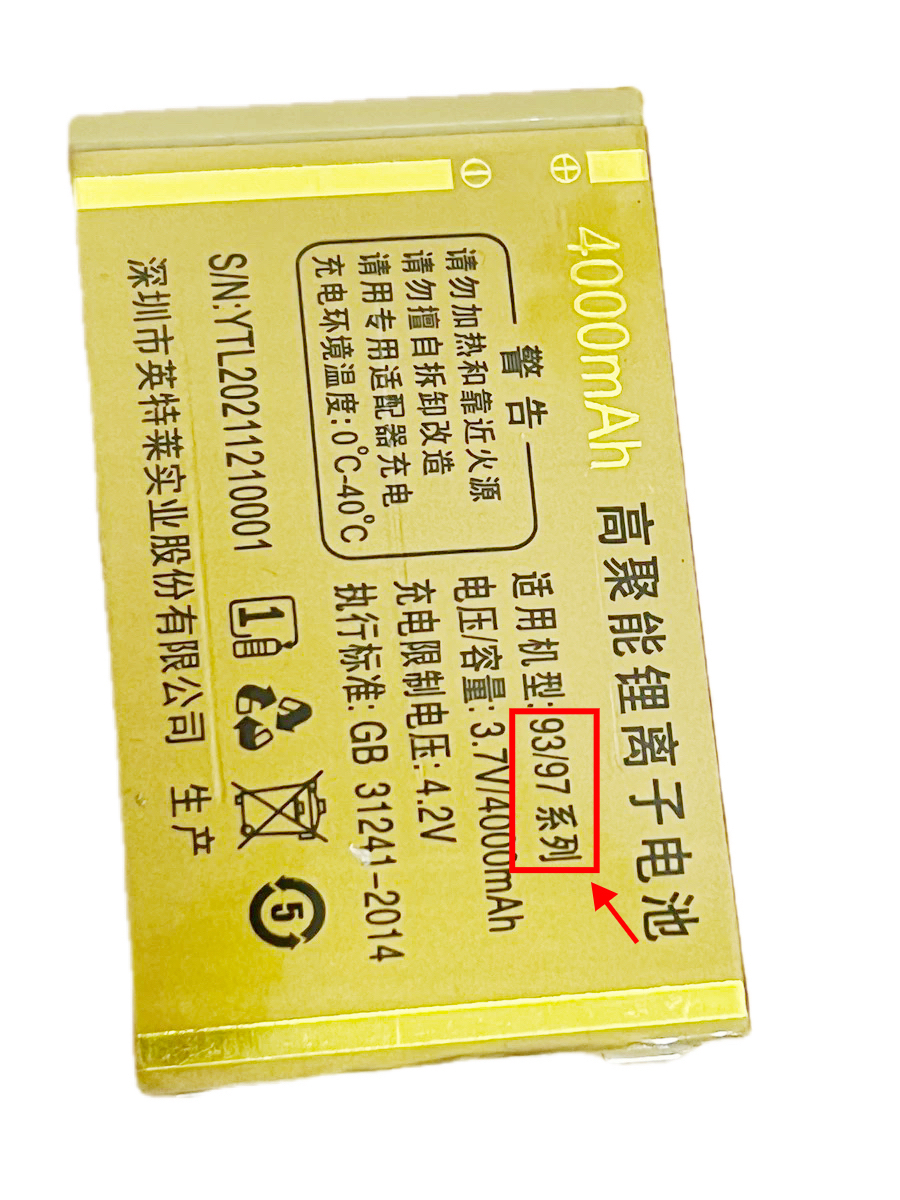 4000mAh 高聚能锂离子电池
警告
请勿加热和靠近火源
请勿擅自拆卸改造
请用专用适配器充电
充电环境温度:0°C-40°C
适用机型:93/97 系列
电压/容量:3.7V/4000mAh
充电限制电压:4.2V
执行标准:GB 31241-2014
S/N:YTL20211210001
1
5
深圳市英特莱实业股份有限公司 生产